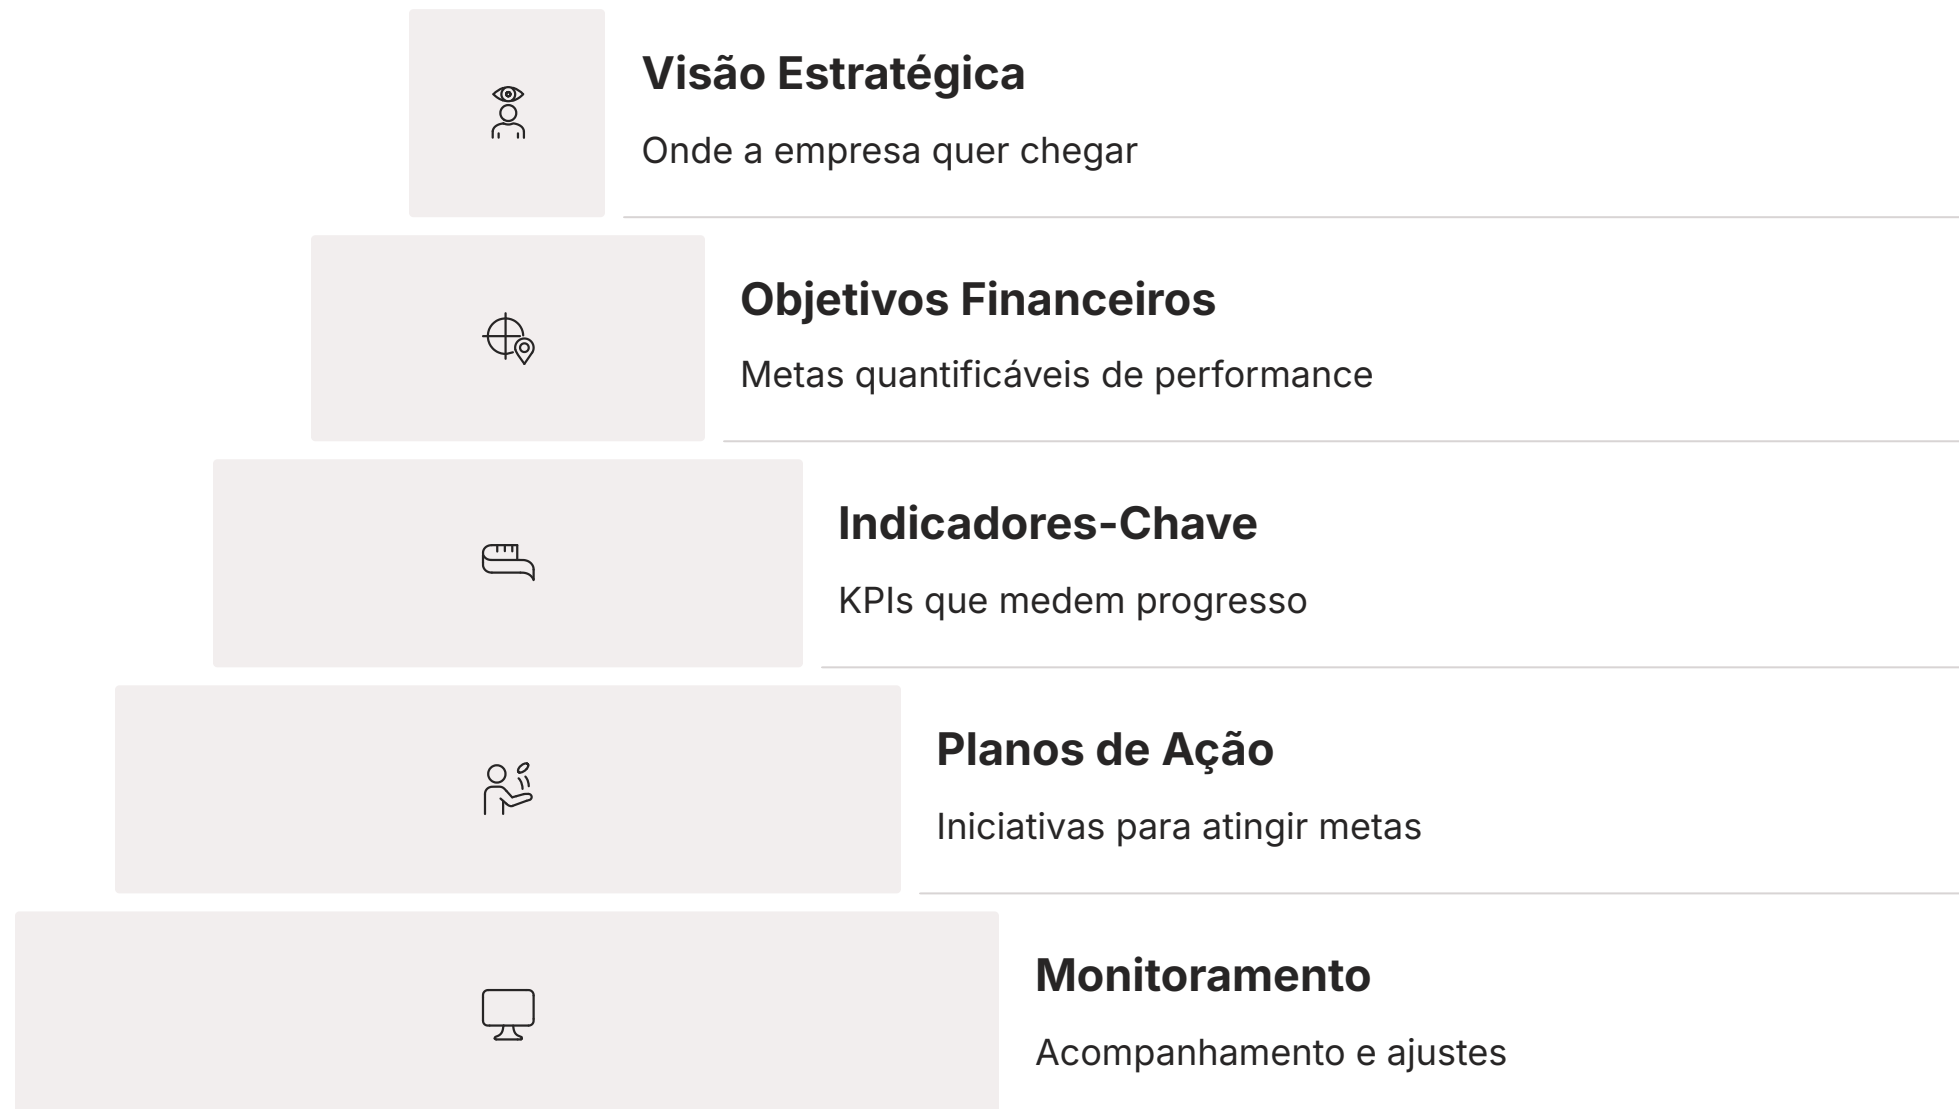 Visão Estratégica
Onde a empresa quer chegar
Objetivos Financeiros
Metas quantificáveis de performance
Indicadores-Chave
KPIs que medem progresso
Planos de Ação
Iniciativas para atingir metas
Monitoramento
Acompanhamento e ajustes